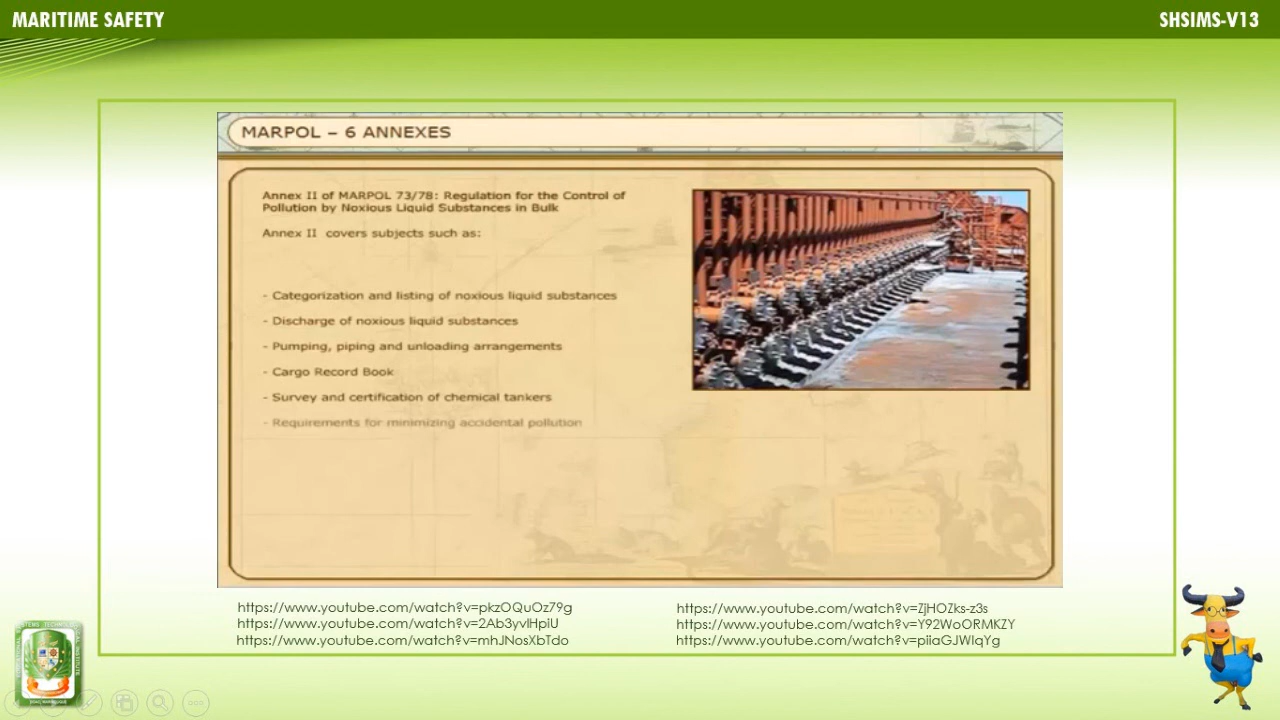 MARITIME SAFETY
SHSIMS-V13
MARPOL – 6 ANNEXES
Annex II of MARPOL 73/78: Regulation for the Control of
Pollution by Noxious Liquid Substances in Bulk
Annex II covers subjects such as:
- Categorization and listing of noxious liquid substances
- Discharge of noxious liquid substances
- Pumping, piping and unloading arrangements
- Cargo Record Book
- Survey and certification of chemical tankers
- Requirements for minimizing accidental pollution
https://www.youtube.com/watch?v=pkzOQuOz79g
https://www.youtube.com/watch?v=2Ab3yvlHpiU
https://www.youtube.com/watch?v=mhJNosXbTdo
https://www.youtube.com/watch?v=ZjHOZks-z3s
https://www.youtube.com/watch?v=Y92WoORMKZY
https://www.youtube.com/watch?v=piiaGJWIqYg